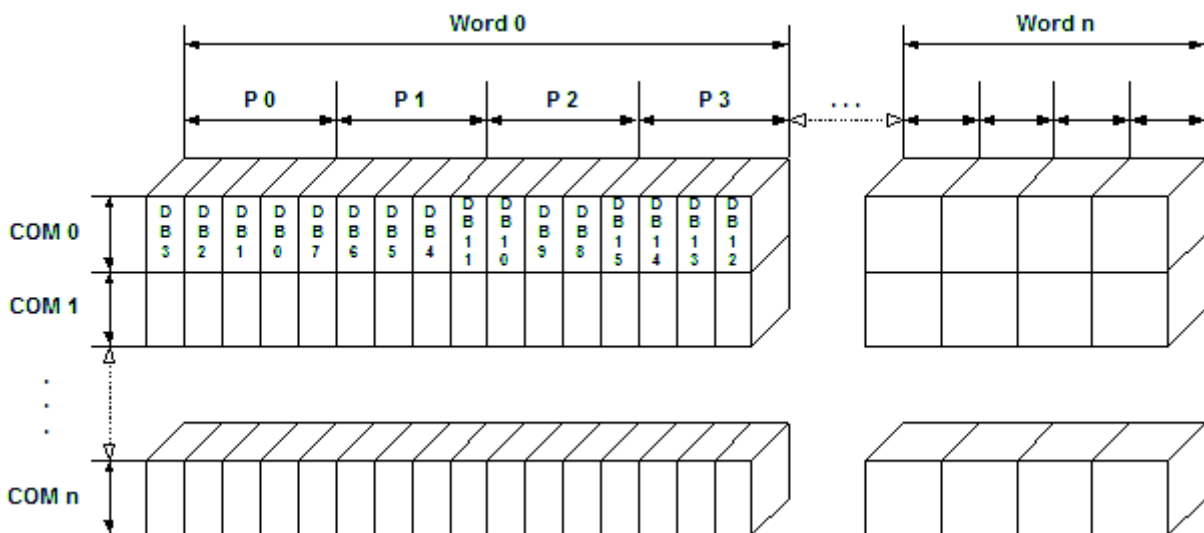 Word 0 Word n
P 0 P 1 P 2 P 3 . . .
COM 0 DB3 DB2 DB1 DB0 DB7 DB6 DB5 DB4 DB11 DB10 DB9 DB8 DB15 DB14 DB13 DB12
COM 1
. . .
COM n